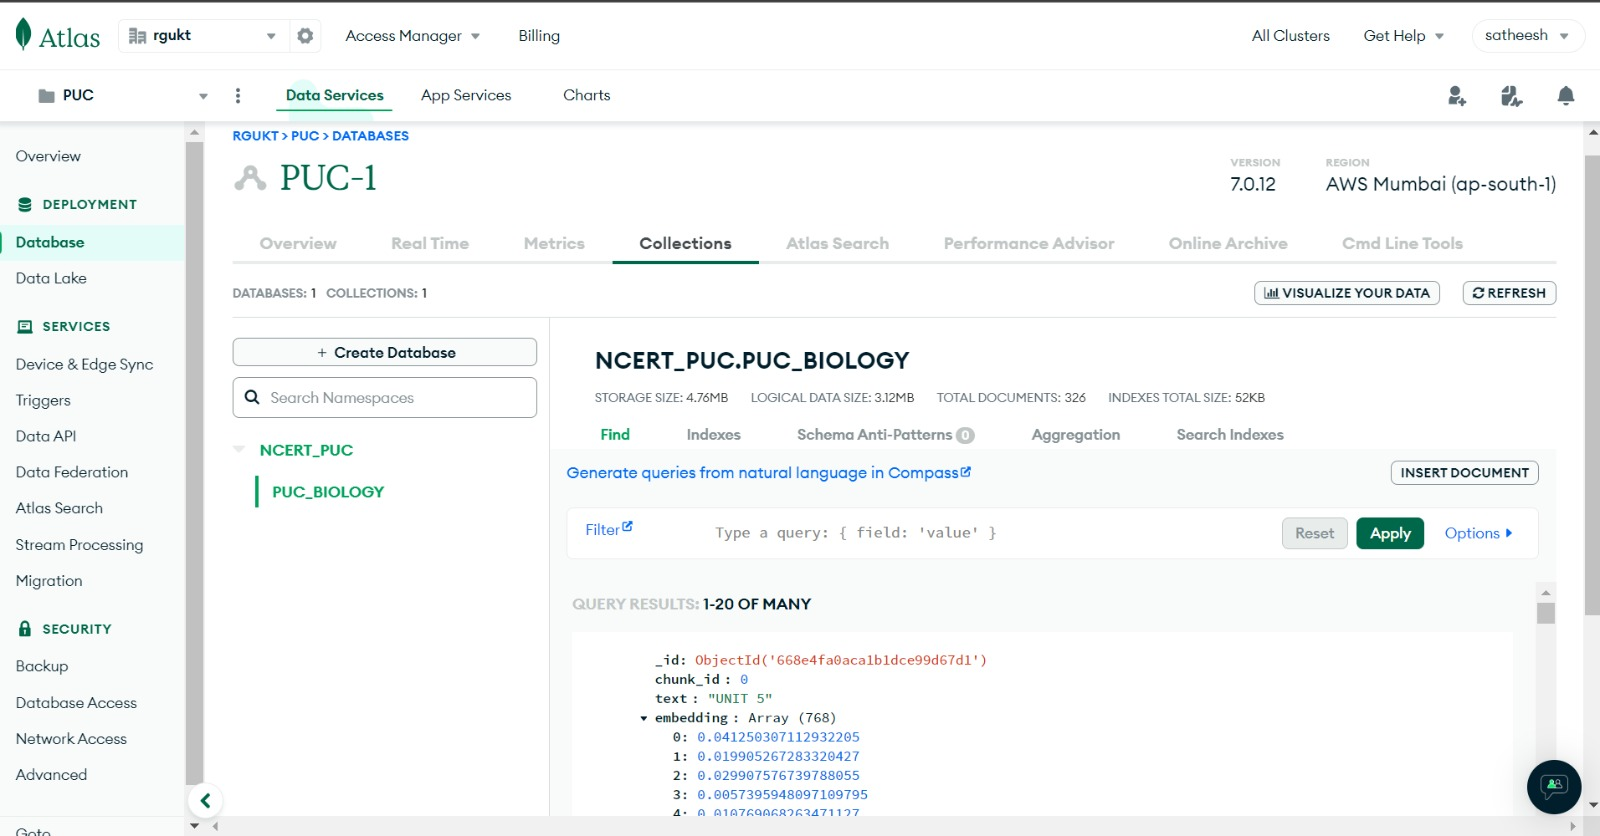 Atlas
rgukt
Access Manager
Billing
All Clusters
Get Help
satheesh
PUC
Data Services
App Services
Charts
RGUKT > PUC > DATABASES
PUC-1
VERSION
7.0.12
REGION
AWS Mumbai (ap-south-1)
Overview
DEPLOYMENT
Database
Data Lake
SERVICES
Device & Edge Sync
Triggers
Data API
Data Federation
Atlas Search
Stream Processing
Migration
SECURITY
Backup
Database Access
Network Access
Advanced
Goto
Overview
Real Time
Metrics
Collections
Atlas Search
Performance Advisor
Online Archive
Cmd Line Tools
DATABASES: 1 COLLECTIONS: 1
VISUALIZE YOUR DATA
REFRESH
+ Create Database
Search Namespaces
NCERT_PUC
PUC_BIOLOGY
NCERT_PUC.PUC_BIOLOGY
STORAGE SIZE: 4.76MB LOGICAL DATA SIZE: 3.12MB TOTAL DOCUMENTS: 326 INDEXES TOTAL SIZE: 52KB
Find
Indexes
Schema Anti-Patterns 0
Aggregation
Search Indexes
Generate queries from natural language in Compass
INSERT DOCUMENT
Filter
Type a query: { field: 'value' }
Reset
Apply
Options
QUERY RESULTS: 1-20 OF MANY
_id: ObjectId('668e4fa0aca1b1dce99d67d1')
chunk_id : 0
text : "UNIT 5"
embedding : Array (768)
0: 0.041250307112932205
1: 0.019905267283320427
2: 0.029907576739788055
3: 0.0057395948097109795
4: 0.010769068263471127